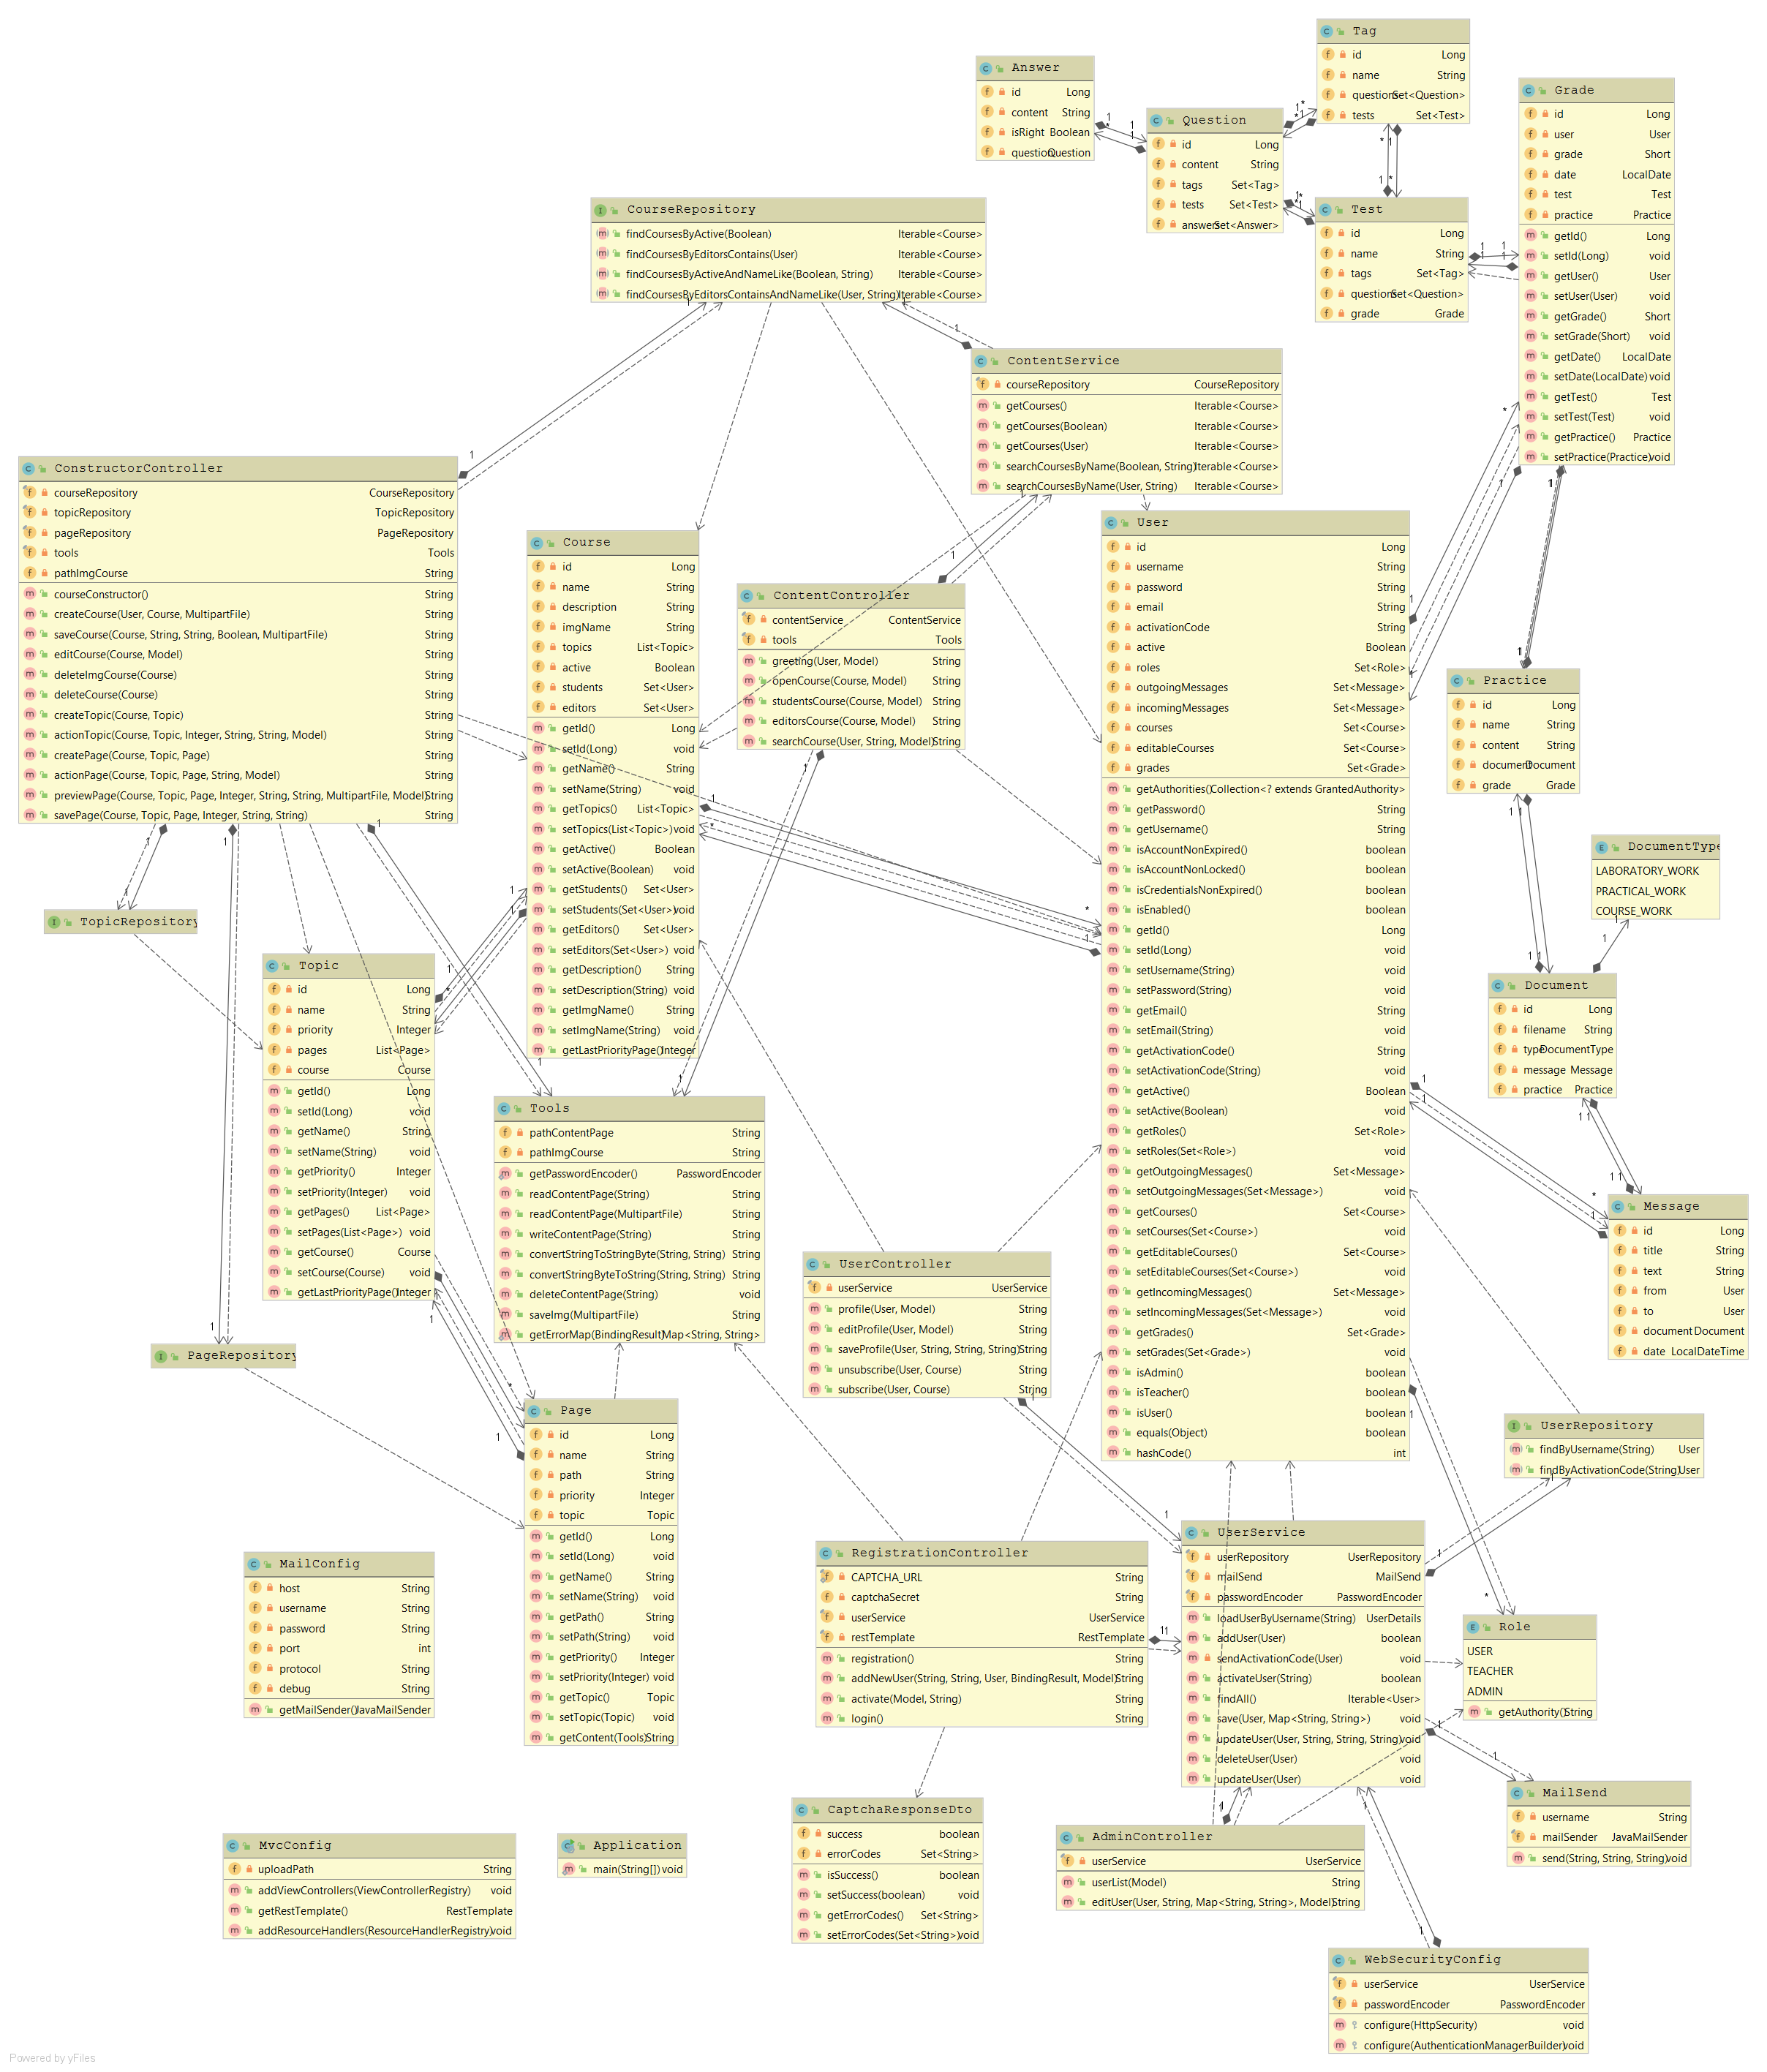 Tag
id Long
name String
questions Set<Question>
tests Set<Test>
Answer
id Long
content String
isRight Boolean
question Question
Question
id Long
content String
tags Set<Tag>
tests Set<Test>
answers Set<Answer>
Test
id Long
name String
tags Set<Tag>
questions Set<Question>
grade Grade
Grade
id Long
user User
grade Short
date LocalDate
test Test
practice Practice
getId() Long
setId(Long) void
getUser() User
setUser(User) void
getGrade() Short
setGrade(Short) void
getDate() LocalDate
setDate(LocalDate) void
getTest() Test
setTest(Test) void
getPractice() Practice
setPractice(Practice) void
CourseRepository
findCoursesByActive(Boolean) Iterable<Course>
findCoursesByEditorsContains(User) Iterable<Course>
findCoursesByActiveAndNameLike(Boolean, String) Iterable<Course>
findCoursesByEditorsContainsAndNameLike(User, String) Iterable<Course>
ContentService
courseRepository CourseRepository
getCourses() Iterable<Course>
getCourses(Boolean) Iterable<Course>
getCourses(User) Iterable<Course>
searchCoursesByName(Boolean, String) Iterable<Course>
searchCoursesByName(User, String) Iterable<Course>
ConstructorController
courseRepository CourseRepository
topicRepository TopicRepository
pageRepository PageRepository
tools Tools
pathImgCourse String
courseConstructor() String
createCourse(User, Course, MultipartFile) String
saveCourse(Course, String, String, Boolean, MultipartFile) String
editCourse(Course, Model) String
deleteImgCourse(Course) String
deleteCourse(Course) String
createTopic(Course, Topic) String
actionTopic(Course, Topic, Integer, String, String, Model) String
createPage(Course, Topic, Page) String
actionPage(Course, Topic, Page, String, Model) String
previewPage(Course, Topic, Page, Integer, String, String, MultipartFile, Model) String
savePage(Course, Topic, Page, Integer, String, String) String
Course
id Long
name String
description String
imgName String
topics List<Topic>
active Boolean
students Set<User>
editors Set<User>
getId() Long
setId(Long) void
getName() String
setName(String) void
getTopics() List<Topic>
setTopics(List<Topic>) void
getActive() Boolean
setActive(Boolean) void
getStudents() Set<User>
setStudents(Set<User>) void
getEditors() Set<User>
setEditors(Set<User>) void
getDescription() String
setDescription(String) void
getImgName() String
setImgName(String) void
getLastPriorityPage() Integer
ContentController
contentService ContentService
tools Tools
greeting(User, Model) String
openCourse(Course, Model) String
studentsCourse(Course, Model) String
editorsCourse(Course, Model) String
searchCourse(User, String, Model) String
User
id Long
username String
password String
email String
activationCode String
active Boolean
roles Set<Role>
outgoingMessages Set<Message>
incomingMessages Set<Message>
courses Set<Course>
editableCourses Set<Course>
grades Set<Grade>
getAuthorities() Collection<? extends GrantedAuthority>
getPassword() String
getUsername() String
isAccountNonExpired() boolean
isAccountNonLocked() boolean
isCredentialsNonExpired() boolean
isEnabled() boolean
getId() Long
setId(Long) void
setUsername(String) void
setPassword(String) void
getEmail() String
setEmail(String) void
getActivationCode() String
setActivationCode(String) void
getActive() Boolean
setActive(Boolean) void
getRoles() Set<Role>
setRoles(Set<Role>) void
getOutgoingMessages() Set<Message>
setOutgoingMessages(Set<Message>) void
getCourses() Set<Course>
setCourses(Set<Course>) void
getEditableCourses() Set<Course>
setEditableCourses(Set<Course>) void
getIncomingMessages() Set<Message>
setIncomingMessages(Set<Message>) void
getGrades() Set<Grade>
setGrades(Set<Grade>) void
isAdmin() boolean
isTeacher() boolean
isUser() boolean
equals(Object) boolean
hashCode() int
Practice
id Long
name String
content String
document Document
grade Grade
DocumentType
LABORATORY_WORK
PRACTICAL_WORK
COURSE_WORK
Document
id Long
filename String
type DocumentType
message Message
practice Practice
Message
id Long
title String
text String
from User
to User
document Document
date LocalDateTime
TopicRepository
Topic
id Long
name String
priority Integer
pages List<Page>
course Course
getId() Long
setId(Long) void
getName() String
setName(String) void
getPriority() Integer
setPriority(Integer) void
getPages() List<Page>
setPages(List<Page>) void
getCourse() Course
setCourse(Course) void
getLastPriorityPage() Integer
Tools
pathContentPage String
pathImgCourse String
getPasswordEncoder() PasswordEncoder
readContentPage(String) String
readContentPage(MultipartFile) String
writeContentPage(String) String
convertStringToStringByte(String, String) String
convertStringByteToString(String, String) String
deleteContentPage(String) void
saveImg(MultipartFile) String
getErrorMap(BindingResult) Map<String, String>
PageRepository
Page
id Long
name String
path String
priority Integer
topic Topic
getId() Long
setId(Long) void
getName() String
setName(String) void
getPath() String
setPath(String) void
getPriority() Integer
setPriority(Integer) void
getTopic() Topic
setTopic(Topic) void
getContent(Tools) String
UserController
userService UserService
profile(User, Model) String
editProfile(User, Model) String
saveProfile(User, String, String, String) String
unsubscribe(User, Course) String
subscribe(User, Course) String
UserRepository
findByUsername(String) User
findByActivationCode(String) User
MailConfig
host String
username String
password String
port int
protocol String
debug String
getMailSender() JavaMailSender
RegistrationController
CAPTCHA_URL String
captchaSecret String
userService UserService
restTemplate RestTemplate
registration() String
addNewUser(String, String, User, BindingResult, Model) String
activate(Model, String) String
login() String
UserService
userRepository UserRepository
mailSend MailSend
passwordEncoder PasswordEncoder
loadUserByUsername(String) UserDetails
addUser(User) boolean
sendActivationCode(User) void
activateUser(String) boolean
findAll() Iterable<User>
save(User, Map<String, String>) void
updateUser(User, String, String, String) void
deleteUser(User) void
updateUser(User) void
Role
USER
TEACHER
ADMIN
getAuthority() String
MailSend
username String
mailSender JavaMailSender
send(String, String, String) void
CaptchaResponseDto
success boolean
errorCodes Set<String>
isSuccess() boolean
setSuccess(boolean) void
getErrorCodes() Set<String>
setErrorCodes(Set<String>) void
AdminController
userService UserService
userList(Model) String
editUser(User, String, Map<String, String>, Model) String
MvcConfig
uploadPath String
addViewControllers(ViewControllerRegistry) void
getRestTemplate() RestTemplate
addResourceHandlers(ResourceHandlerRegistry) void
Application
main(String[]) void
WebSecurityConfig
userService UserService
passwordEncoder PasswordEncoder
configure(HttpSecurity) void
configure(AuthenticationManagerBuilder) void
Powered by yFiles